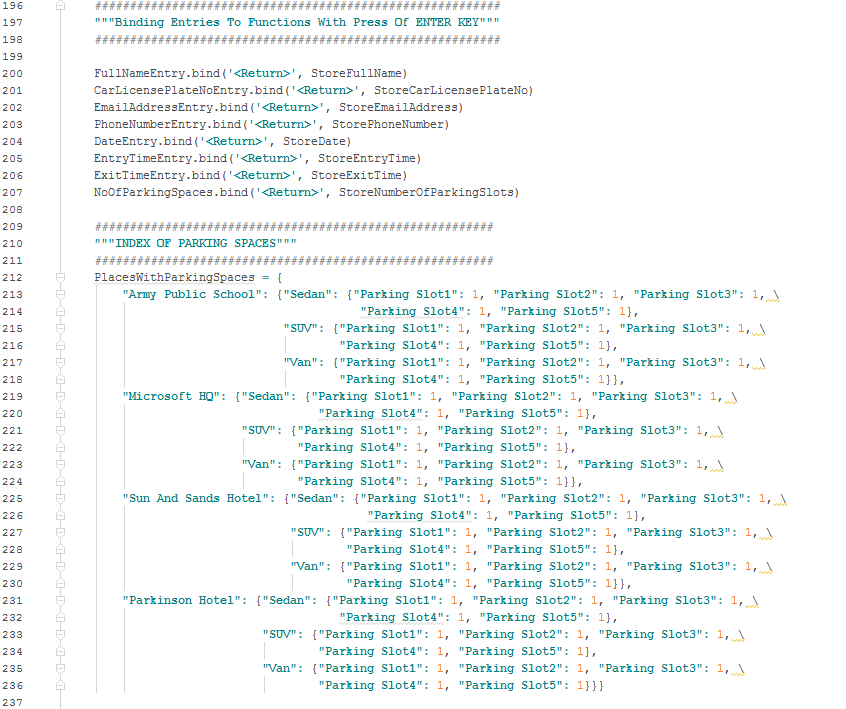 196 ##########################################################
197 """Binding Entries To Functions With Press Of ENTER KEY"""
198 ##########################################################
199
200 FullNameEntry.bind('<Return>', StoreFullName)
201 CarLicensePlateNoEntry.bind('<Return>', StoreCarLicensePlateNo)
202 EmailAddressEntry.bind('<Return>', StoreEmailAddress)
203 PhoneNumberEntry.bind('<Return>', StorePhoneNumber)
204 DateEntry.bind('<Return>', StoreDate)
205 EntryTimeEntry.bind('<Return>', StoreEntryTime)
206 ExitTimeEntry.bind('<Return>', StoreExitTime)
207 NoOfParkingSpaces.bind('<Return>', StoreNumberOfParkingSlots)
208
209 #########################################################
210 """INDEX OF PARKING SPACES"""
211 #########################################################
212 PlacesWithParkingSpaces = {
213 "Army Public School": {"Sedan": {"Parking Slot1": 1, "Parking Slot2": 1, "Parking Slot3": 1, \
214 "Parking Slot4": 1, "Parking Slot5": 1},
215 "SUV": {"Parking Slot1": 1, "Parking Slot2": 1, "Parking Slot3": 1, \
216 "Parking Slot4": 1, "Parking Slot5": 1},
217 "Van": {"Parking Slot1": 1, "Parking Slot2": 1, "Parking Slot3": 1, \
218 "Parking Slot4": 1, "Parking Slot5": 1}},
219 "Microsoft HQ": {"Sedan": {"Parking Slot1": 1, "Parking Slot2": 1, "Parking Slot3": 1, \
220 "Parking Slot4": 1, "Parking Slot5": 1},
221 "SUV": {"Parking Slot1": 1, "Parking Slot2": 1, "Parking Slot3": 1, \
222 "Parking Slot4": 1, "Parking Slot5": 1},
223 "Van": {"Parking Slot1": 1, "Parking Slot2": 1, "Parking Slot3": 1, \
224 "Parking Slot4": 1, "Parking Slot5": 1}},
225 "Sun And Sands Hotel": {"Sedan": {"Parking Slot1": 1, "Parking Slot2": 1, "Parking Slot3": 1, \
226 "Parking Slot4": 1, "Parking Slot5": 1},
227 "SUV": {"Parking Slot1": 1, "Parking Slot2": 1, "Parking Slot3": 1, \
228 "Parking Slot4": 1, "Parking Slot5": 1},
229 "Van": {"Parking Slot1": 1, "Parking Slot2": 1, "Parking Slot3": 1, \
230 "Parking Slot4": 1, "Parking Slot5": 1}},
231 "Parkinson Hotel": {"Sedan": {"Parking Slot1": 1, "Parking Slot2": 1, "Parking Slot3": 1, \
232 "Parking Slot4": 1, "Parking Slot5": 1},
233 "SUV": {"Parking Slot1": 1, "Parking Slot2": 1, "Parking Slot3": 1, \
234 "Parking Slot4": 1, "Parking Slot5": 1},
235 "Van": {"Parking Slot1": 1, "Parking Slot2": 1, "Parking Slot3": 1, \
236 "Parking Slot4": 1, "Parking Slot5": 1}}}
237